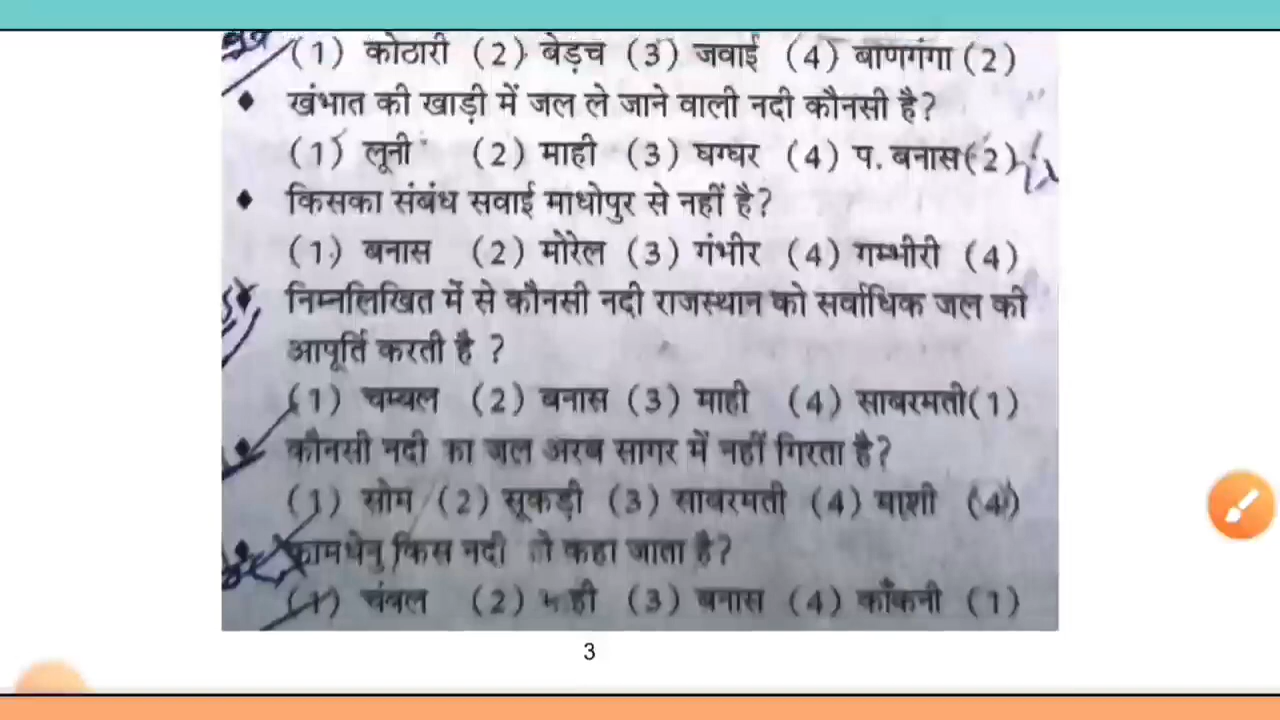 (1) कोठारी (2) बेड़च (3) जवाई (4) बाणगंगा (2)
♦ खंभात की खाड़ी में जल ले जाने वाली नदी कौनसी है?
(1) लूनी (2) माही (3) घग्घर (4) प. बनास(2)
♦ किसका संबंध सवाई माधोपुर से नहीं है?
(1) बनास (2) मोरेल (3) गंभीर (4) गम्भीरी (4)
♦ निम्नलिखित में से कौनसी नदी राजस्थान को सर्वाधिक जल की
आपूर्ति करती है ?
(1) चम्बल (2) बनास (3) माही (4) साबरमती(1)
♦ कौनसी नदी का जल अरब सागर में नहीं गिरता है?
(1) सोम (2) सूकड़ी (3) साबरमती (4) माशी (4)
♦ कामधेनु किस नदी को कहा जाता है?
(1) चंबल (2) माही (3) बनास (4) काँकनी (1)
3